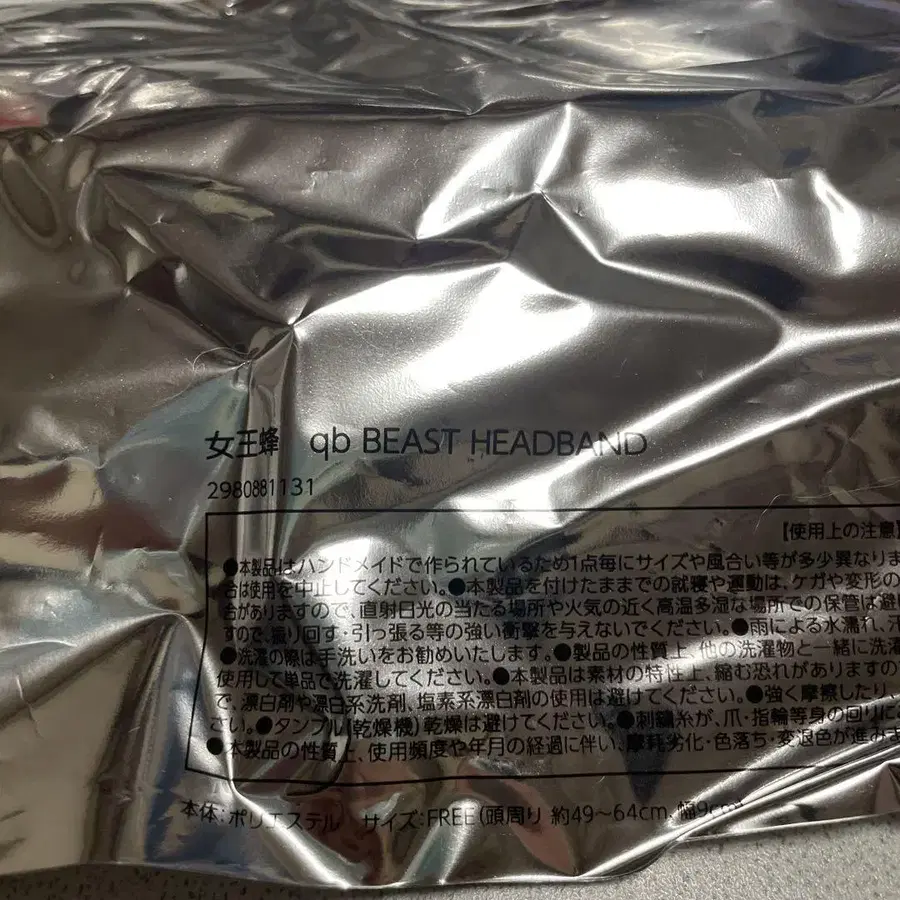 女王蜂 qb BEAST HEADBAND
2980881131
【使用上の注意】
●本製品はハンドメイドで作られているため1点毎にサイズや風合い等が多少異なりま
合は使用を中止してください。●本製品を付けたままでの就寝や運動は、ケガや変形の
合がありますので、直射日光の当たる場所や火気の近く高温多湿な場所での保管は避け
すので、振り回す・引っ張る等の強い衝撃を与えないでください。●雨による水濡れ、汗
●洗濯の際は手洗いをお勧めいたします。●製品の性質上、他の洗濯物と一緒に洗濯
使用して単品で洗濯してください。●本製品は素材の特性上、縮む恐れがありますの
で、漂白剤や漂白系洗剤、塩素系漂白剤の使用は避けてください。●強く摩擦したり、
さい。●タンブル(乾燥機)乾燥は避けてください。●刺繍糸が、爪・指輪等身の回りに
●本製品の性質上、使用頻度や年月の経過に伴い、摩耗劣化・色落ち・変退色が進みま
本体:ポリエステル サイズ:FREE(頭周り 約49～64cm、幅9cm)